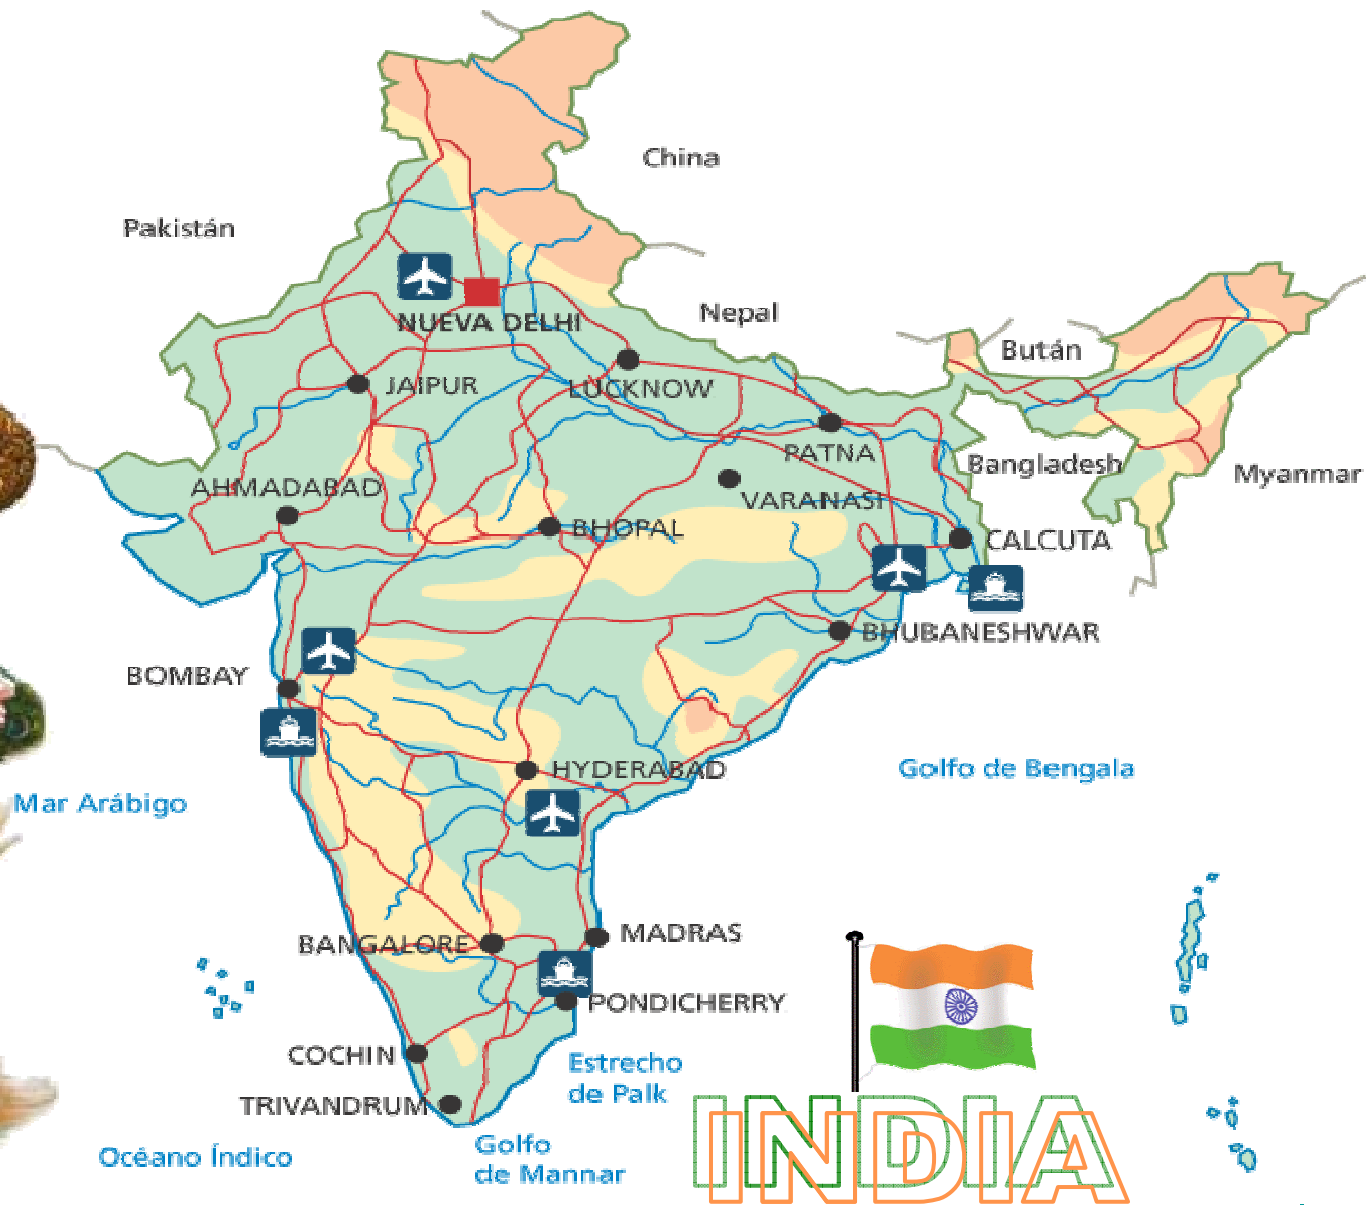 China
Pakistán
Nepal
NUEVA DELHI
Bután
JAIPUR
LUCKNOW
PATNA
Bangladesh
Myanmar
AHMADABAD
VARANASI
BHOPAL
CALCUTA
BHUBANESHWAR
BOMBAY
HYDERABAD
Golfo de Bengala
Mar Arábigo
MADRAS
BANGALORE
PONDICHERRY
COCHIN
Estrecho
de Palk
TRIVANDRUM
Golfo
de Mannar
Océano Índico
INDIA